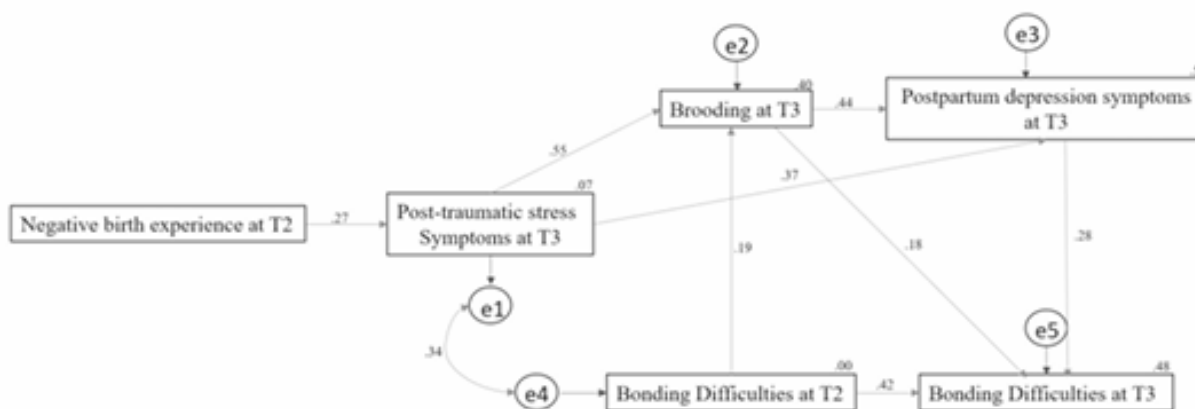 e2
e3
.40
Brooding at T3
.44
Postpartum depression symptoms
at T3
.55
.07
.37
Negative birth experience at T2
.27
Post-traumatic stress
Symptoms at T3
.19
.18
.28
e1
e5
.34
.00
.48
e4
Bonding Difficulties at T2
.42
Bonding Difficulties at T3